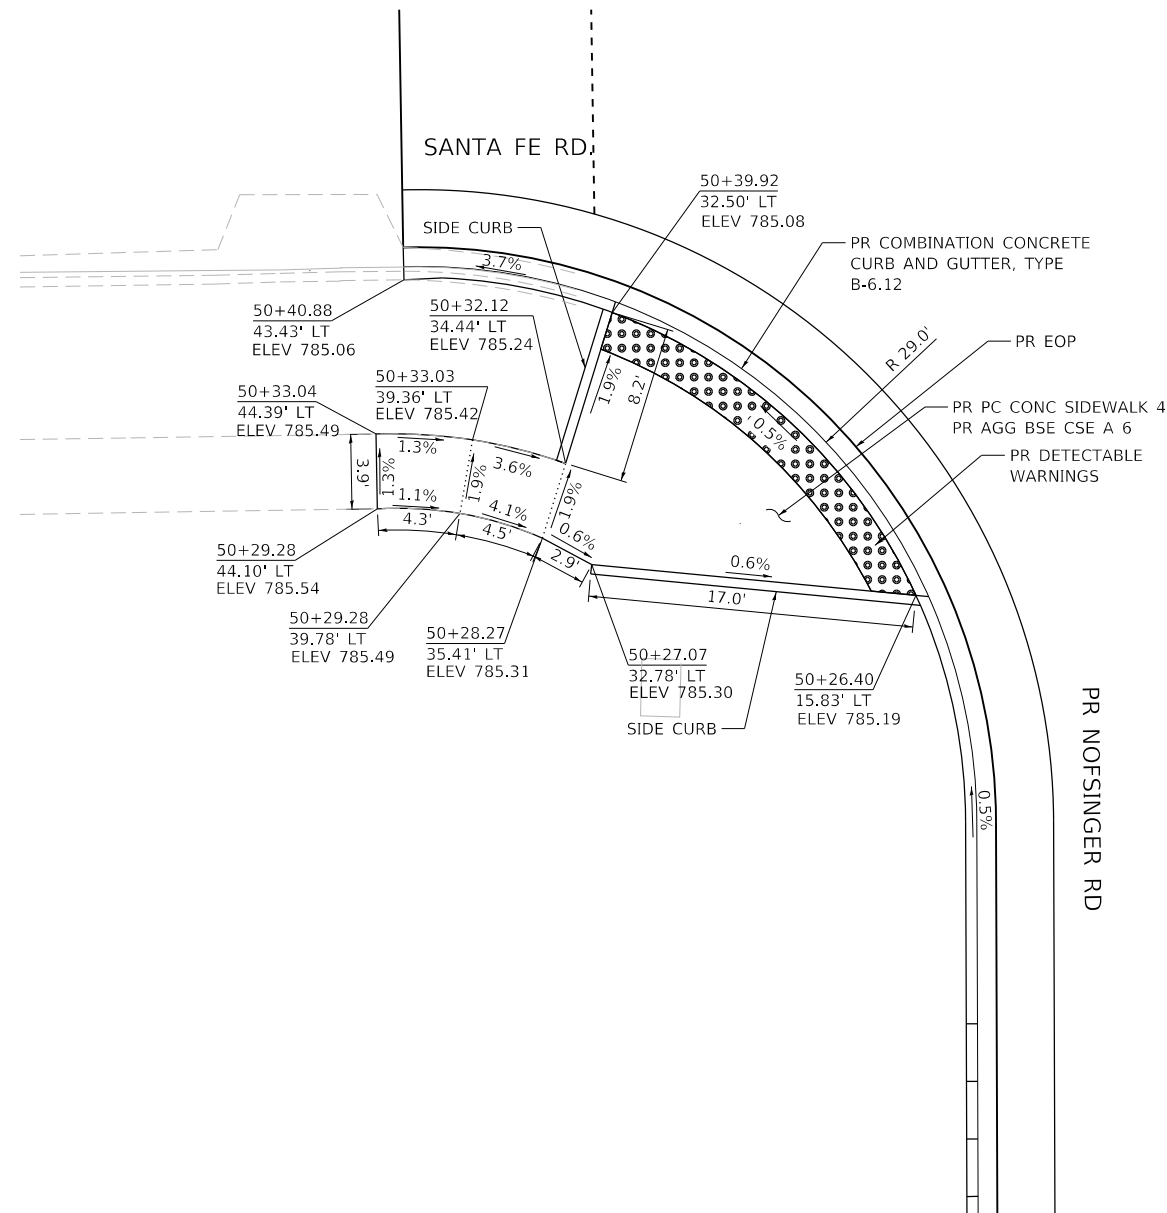 SANTA FE RD.
50+39.92
32.50' LT
ELEV 785.08
SIDE CURB
3.7%
PR COMBINATION CONCRETE
CURB AND GUTTER, TYPE
B-6.12
50+40.88
43.43' LT
ELEV 785.06
50+32.12
34.44' LT
ELEV 785.24
R 29.0'
PR EOP
50+33.03
39.36' LT
ELEV 785.42
50+33.04
44.39' LT
ELEV 785.49
1.9%
8.2'
PR PC CONC SIDEWALK 4
PR AGG BSE CSE A 6
0.5%
PR DETECTABLE
WARNINGS
1.3%
3.6%
3.9'
1.3%
1.9%
1.9%
1.1%
4.1%
4.3'
4.5'
0.6%
2.9'
0.6%
17.0'
50+29.28
44.10' LT
ELEV 785.54
50+29.28
39.78' LT
ELEV 785.49
50+28.27
35.41' LT
ELEV 785.31
50+27.07
32.78' LT
ELEV 785.30
50+26.40
15.83' LT
ELEV 785.19
SIDE CURB
PR NOFSINGER RD
0.5%